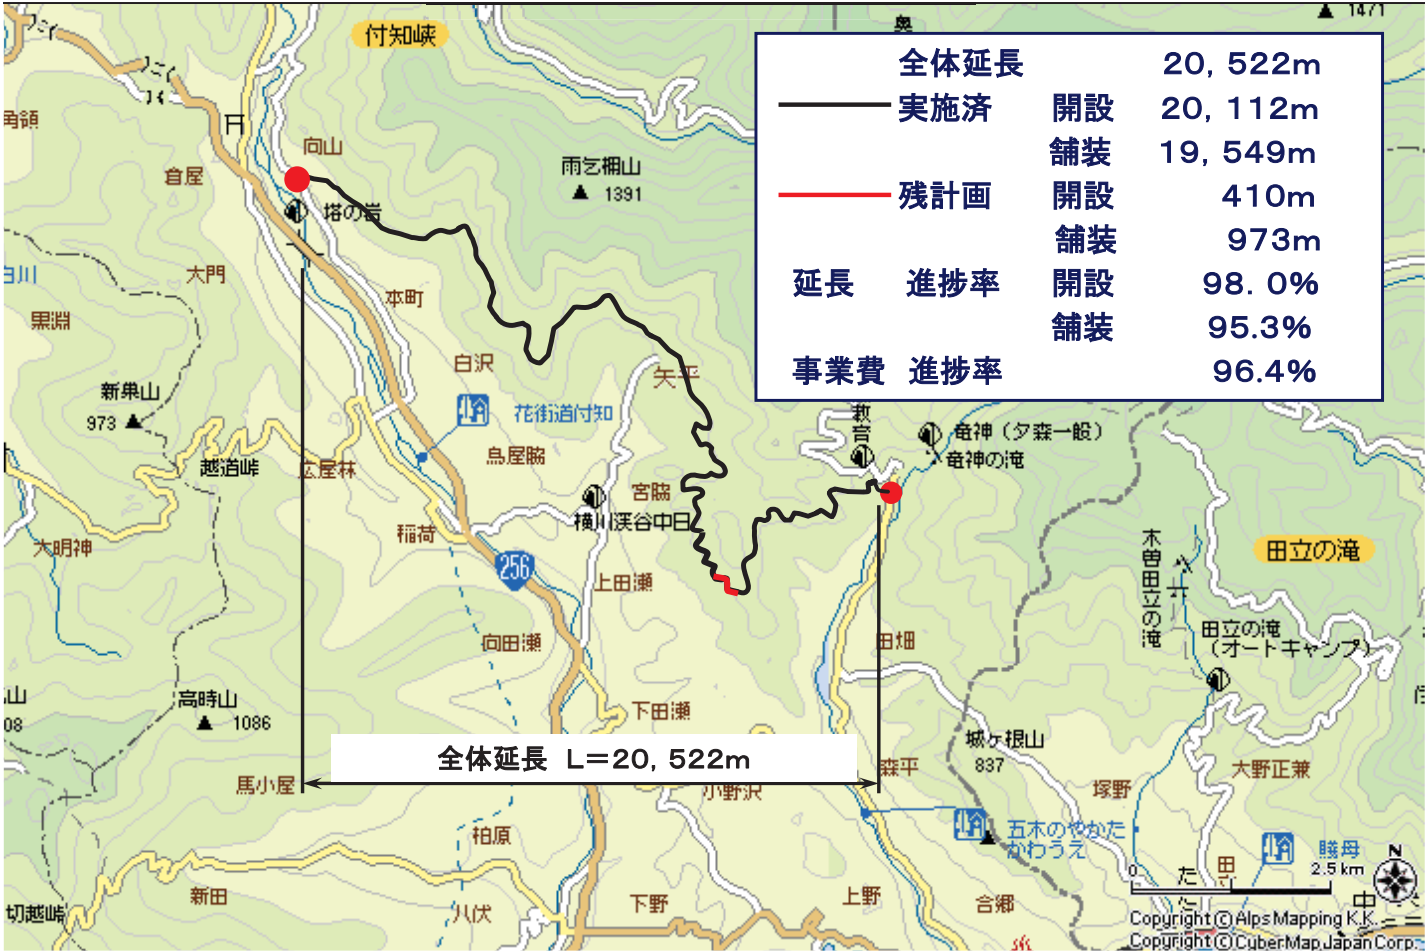 全体延長 20,522m
実施済 開設 20,112m
舗装 19,549m
残計画 開設 410m
舗装 973m
延長 進捗率 開設 98.0%
舗装 95.3%
事業費 進捗率 96.4%
1471
奥
付知峡
角領
向山
倉屋
雨乞棚山
1391
塔の岩
白川
大門
本町
黒淵
白沢
矢平
新巣山
973
花街道付知
越道峠
広屋林
鳥屋脇
宮脇
竜神(夕森一般)
竜神の滝
稲荷
横川渓谷中日
大明神
256
上田瀬
木曽田立の滝
田立の滝
田立の滝
(オートキャンプ)
向田瀬
田畑
高時山
1086
下田瀬
城ヶ根山
837
全体延長 L=20,522m
森平
馬小屋
小野沢
塚野
大野正兼
柏原
五木のやかた
かわうえ
賤母
田
新田
切越峠
八伏
下野
上野
合郷
中
0
2.5 km
N
Copyright © Alps Mapping K.K.
Copyright © CyberMap Japan Corp